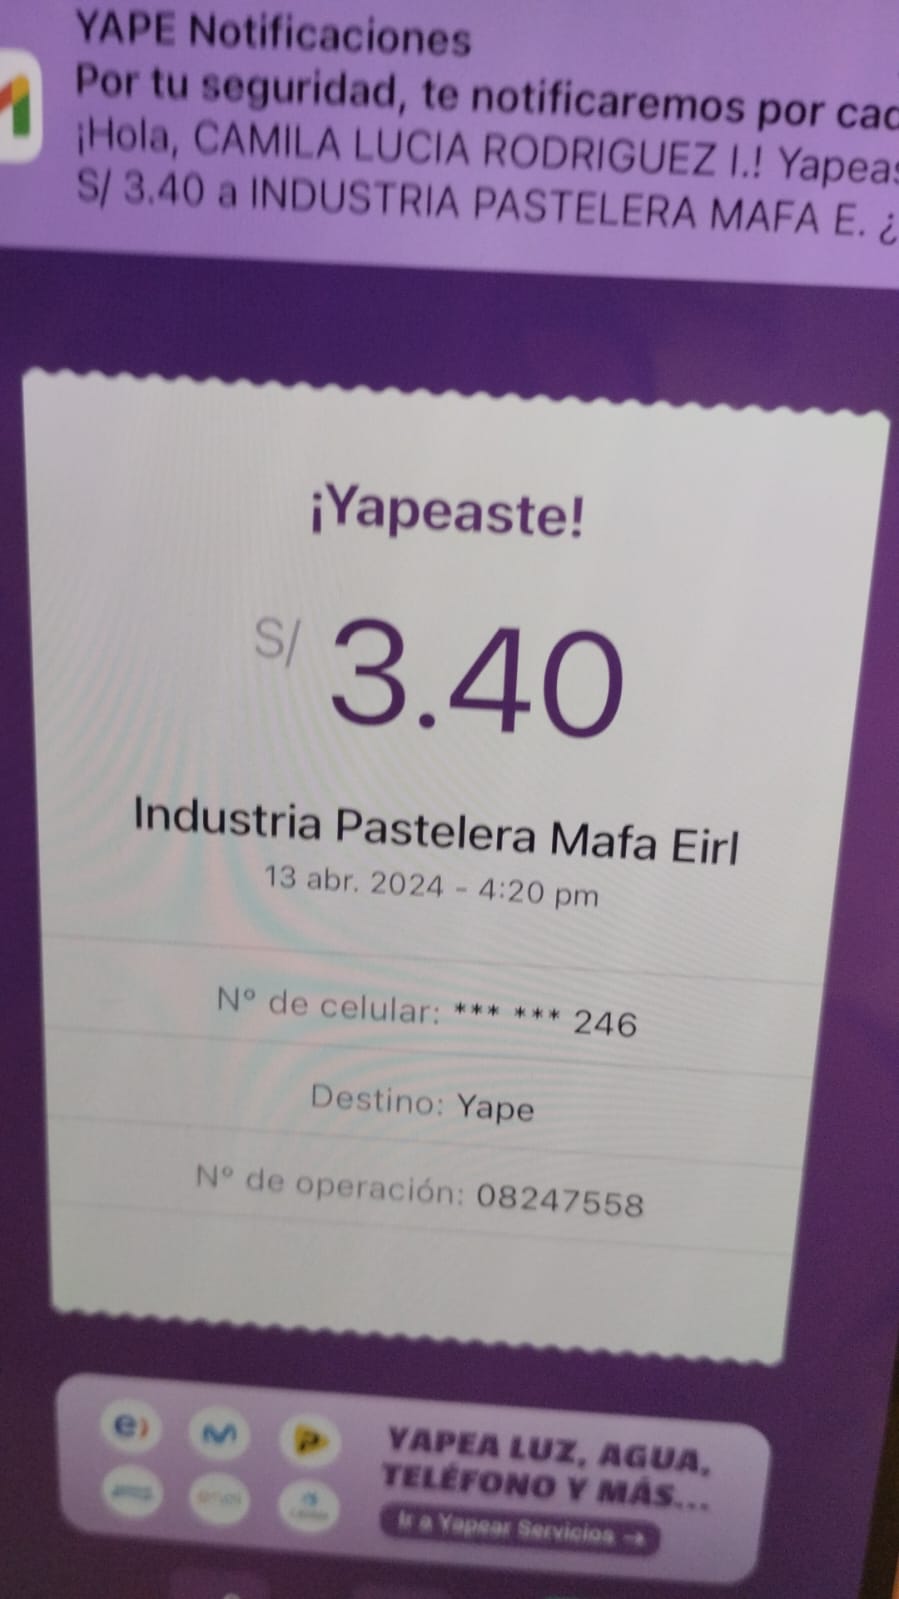 YAPE Notificaciones
Por tu seguridad, te notificaremos por cad
¡Hola, CAMILA LUCIA RODRIGUEZ I.! Yapeas
S/ 3.40 a INDUSTRIA PASTELERA MAFA E. ¿
¡Yapeaste!
S/ 3.40
Industria Pastelera Mafa Eirl
13 abr. 2024 - 4:20 pm
Nº de celular: *** *** 246
Destino: Yape
Nº de operación: 08247558
YAPEA LUZ, AGUA,
TELÉFONO Y MÁS...
Ir a Yapear Servicios →